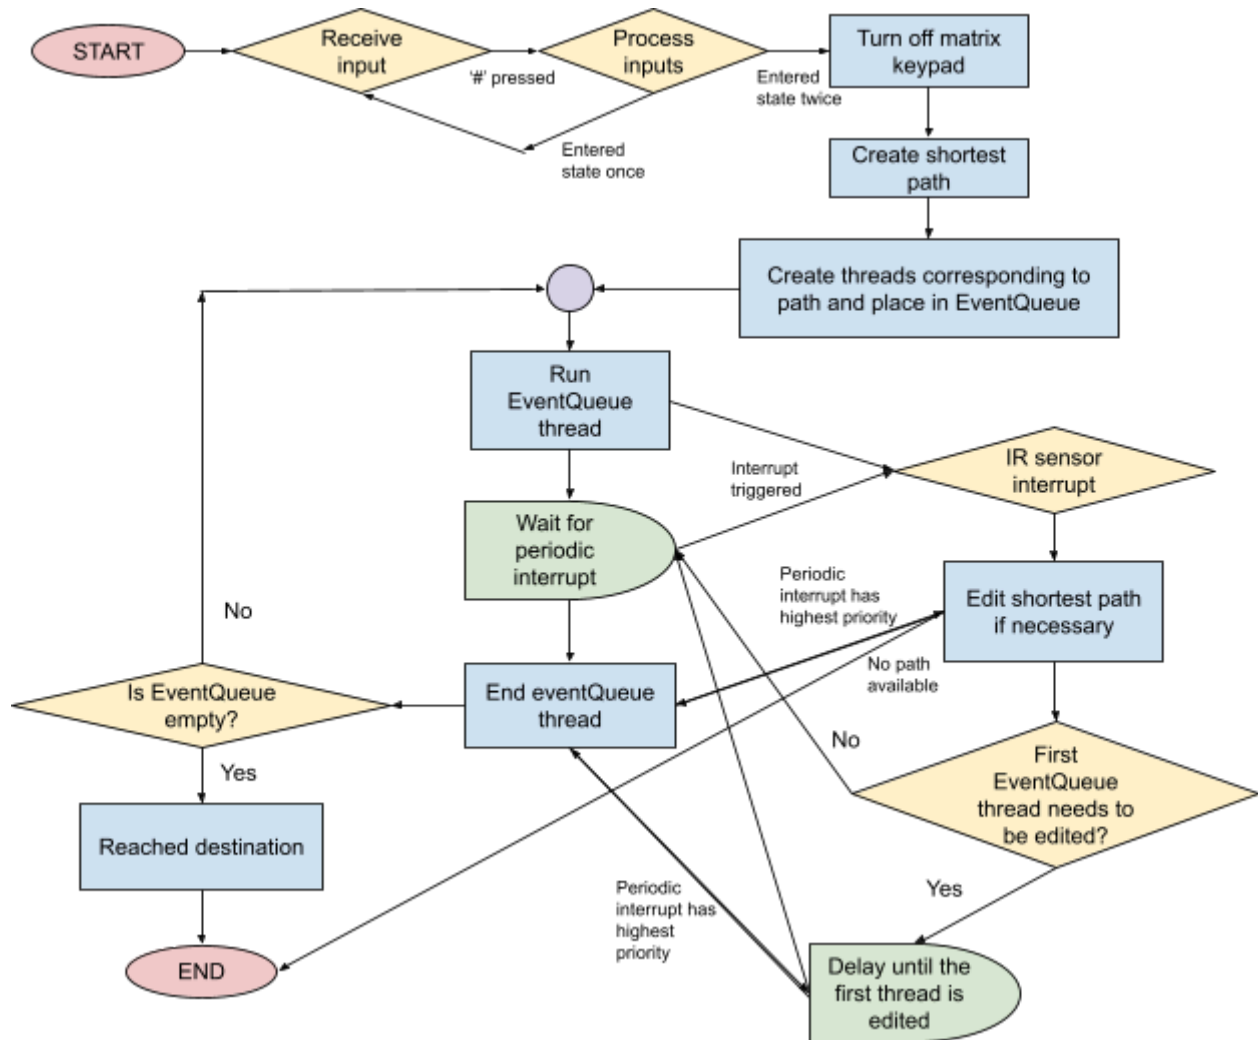 START
Receive
input
'#' pressed
Process
inputs
Entered
state once
Entered
state twice
Turn off matrix
keypad
Create shortest
path
Create threads corresponding to
path and place in EventQueue
Run
EventQueue
thread
Interrupt
triggered
IR sensor
interrupt
Wait for
periodic
interrupt
Periodic
interrupt has
highest priority
Edit shortest path
if necessary
No path
available
No
Is EventQueue
empty?
End eventQueue
thread
Yes
No
First
EventQueue
thread needs to
be edited?
Reached destination
Yes
Periodic
interrupt has
highest
priority
END
Delay until the
first thread is
edited